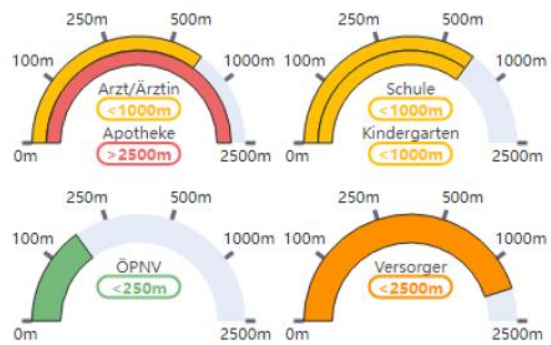 250m 500m
100m 1000m
Arzt/Ärztin
<1000m
Apotheke
>2500m
0m 2500m
250m 500m
100m 1000m
Schule
<1000m
Kindergarten
<1000m
0m 2500m
250m 500m
100m 1000m
ÖPNV
<250m
0m 2500m
250m 500m
100m 1000m
Versorger
<2500m
0m 2500m